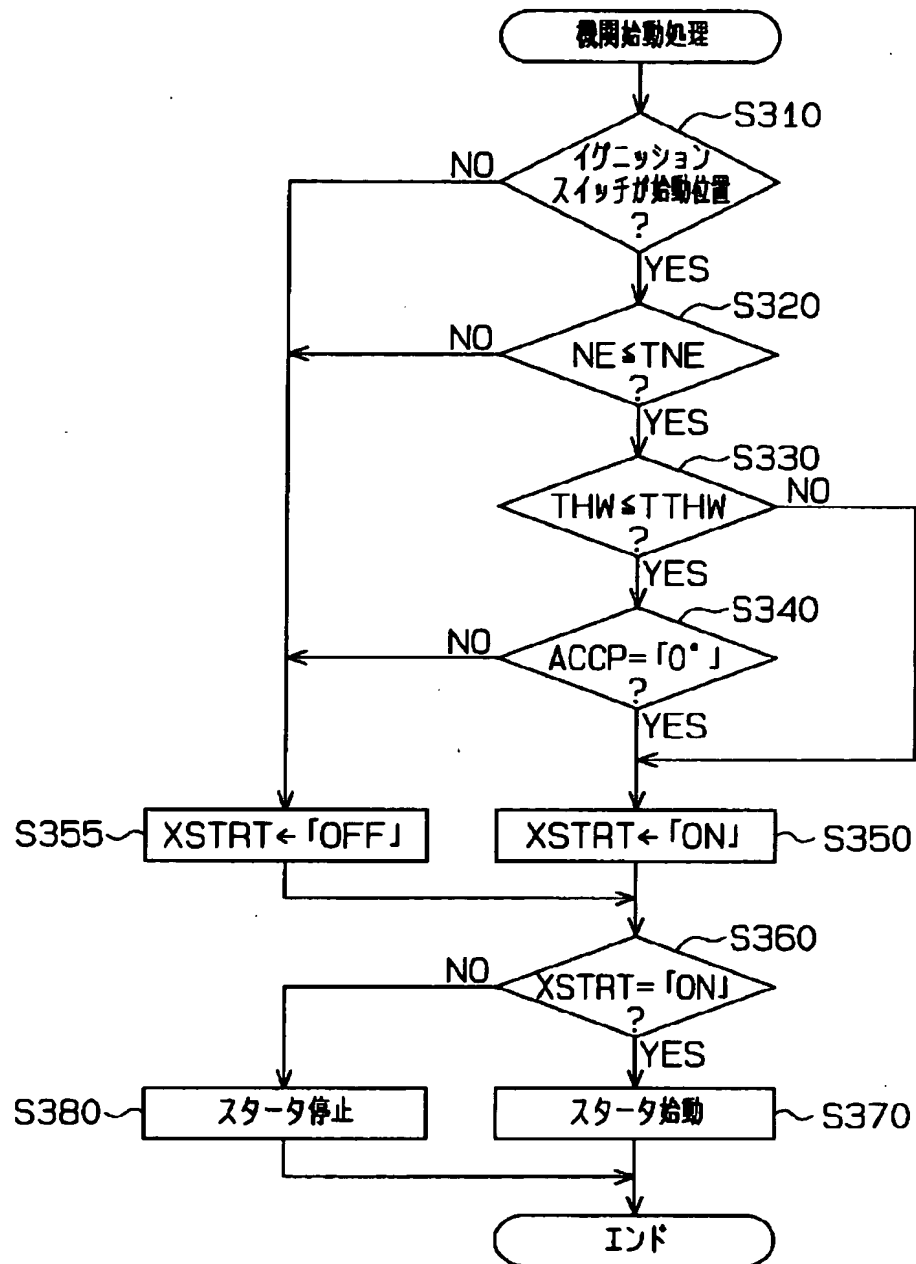 機関始動処理
S310
イグニッション
スイッチが始動位置
?
NO
YES
S320
NE≦TNE
?
NO
YES
S330
THW≦TTHW
?
NO
YES
S340
ACCP=「0°」
?
NO
YES
S355
XSTRT←「OFF」
XSTRT←「ON」
S350
S360
XSTRT=「ON」
?
NO
YES
S380
スタータ停止
スタータ始動
S370
エンド